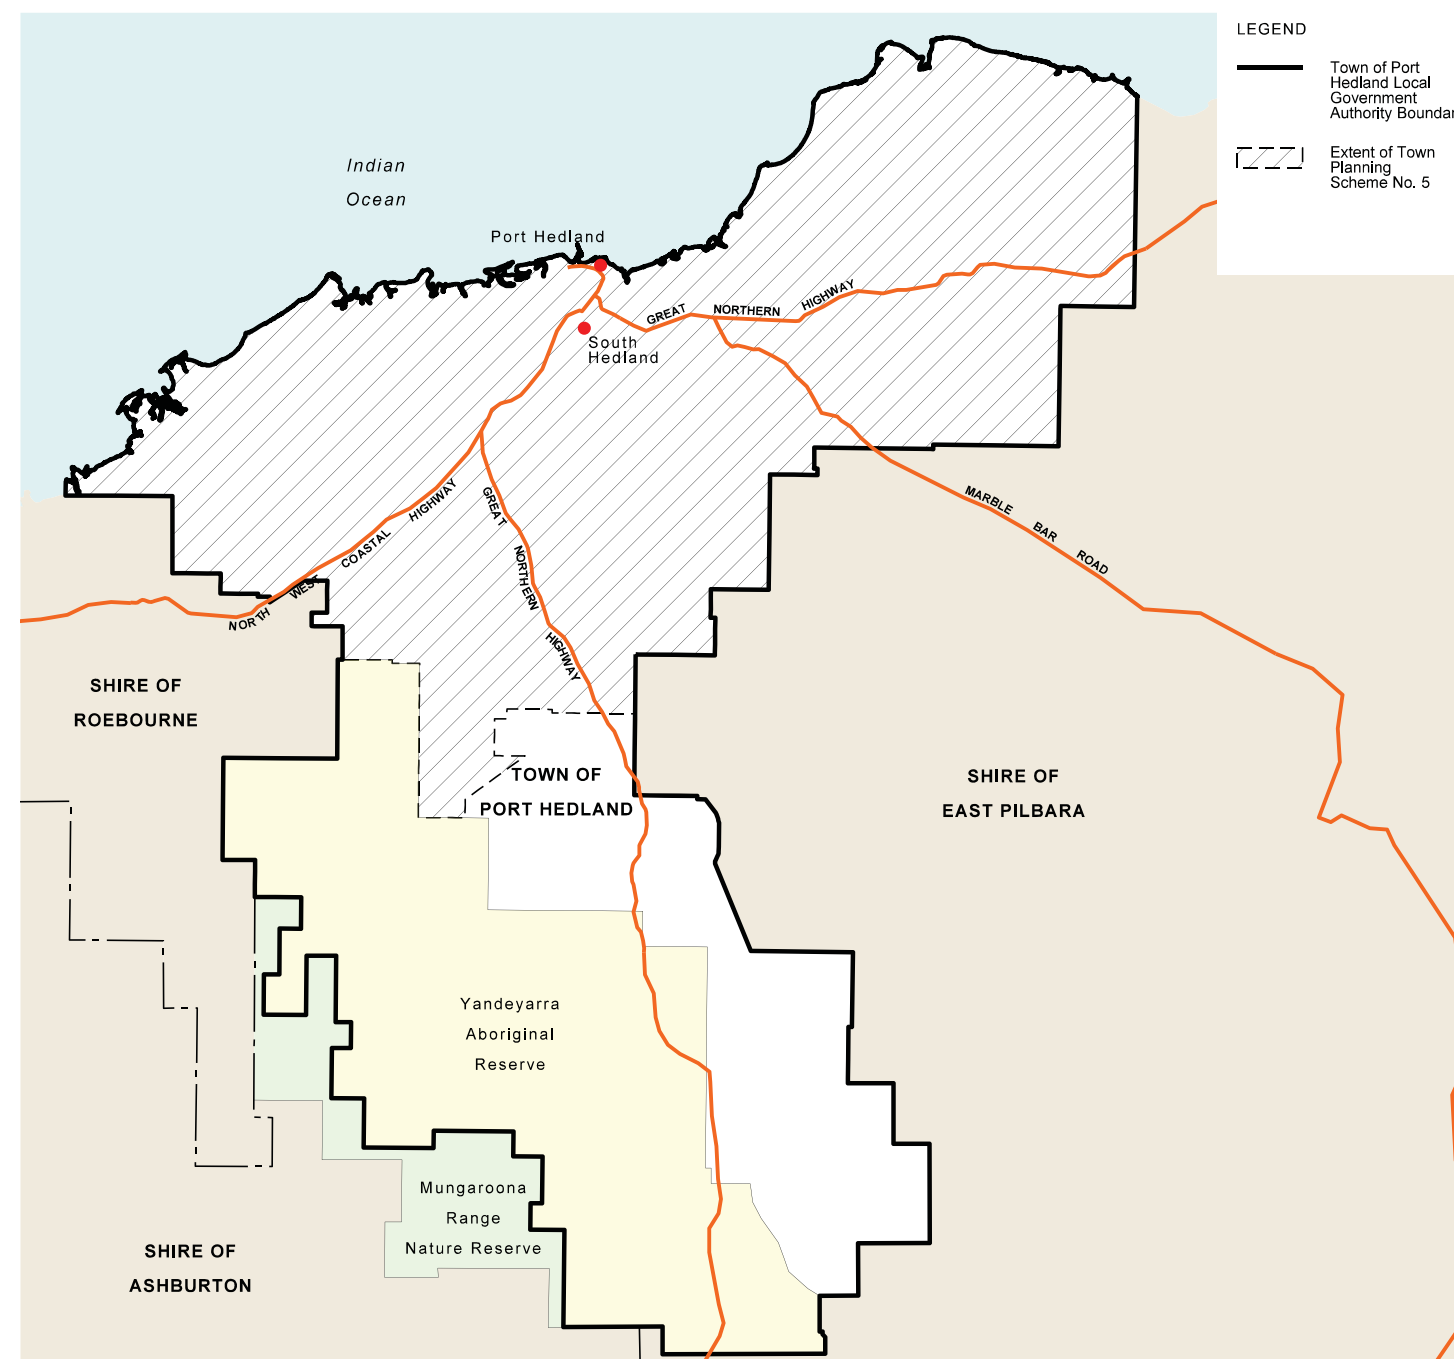 LEGEND
Town of Port
Hedland Local
Government
Authority Boundar
Extent of Town
Planning
Scheme No. 5
Indian
Ocean
Port Hedland
GREAT NORTHERN HIGHWAY
South
Hedland
NORTH WEST COASTAL HIGHWAY
GREAT NORTHERN HIGHWAY
MARBLE BAR ROAD
SHIRE OF
ROEBOURNE
TOWN OF
PORT HEDLAND
SHIRE OF
EAST PILBARA
Yandeyarra
Aboriginal
Reserve
Mungaroona
Range
Nature Reserve
SHIRE OF
ASHBURTON